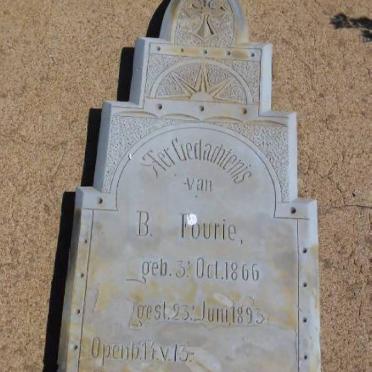 Ter Gedachtenis
van
B. Fourie,
geb. 3. Oct. 1866
gest. 23. Juni, 1893.
Openb. 14. v. 13.